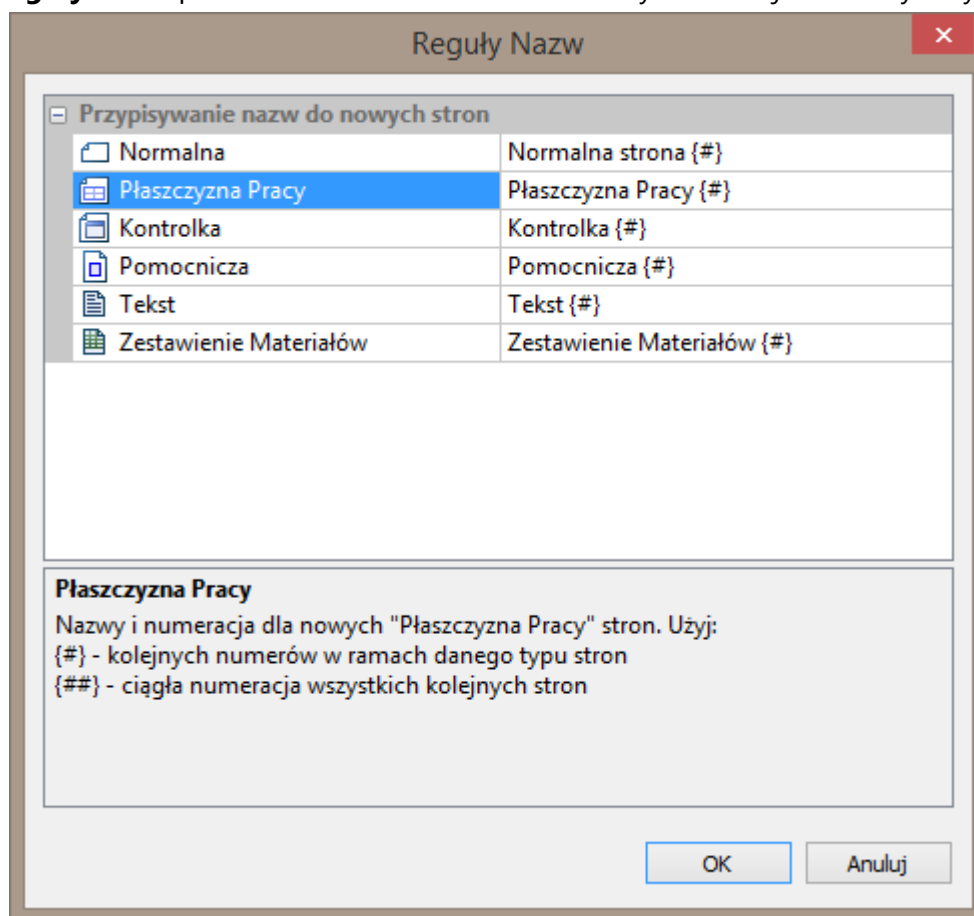 Reguły Nazw
Przypisywanie nazw do nowych stron
Normalna Normalna strona {#}
Płaszczyzna Pracy Płaszczyzna Pracy {#}
Kontrolka Kontrolka {#}
Pomocnicza Pomocnicza {#}
Tekst Tekst {#}
Zestawienie Materiałów Zestawienie Materiałów {#}
Płaszczyzna Pracy
Nazwy i numeracja dla nowych "Płaszczyzna Pracy" stron. Użyj:
{#} - kolejnych numerów w ramach danego typu stron
{##} - ciągła numeracja wszystkich kolejnych stron
OK Anuluj